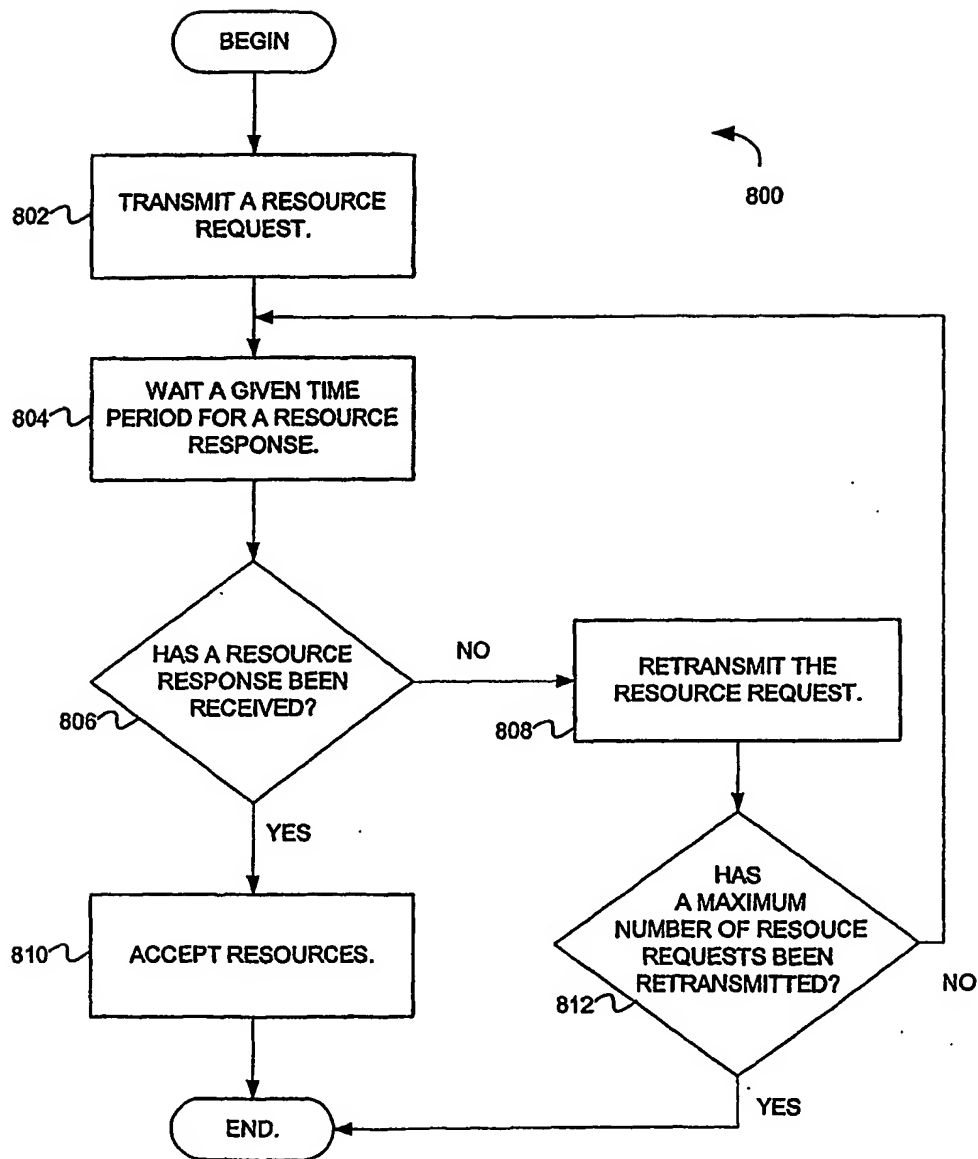 BEGIN
800
802
TRANSMIT A RESOURCE
REQUEST.
804
WAIT A GIVEN TIME
PERIOD FOR A RESOURCE
RESPONSE.
806
HAS A RESOURCE
RESPONSE BEEN
RECEIVED?
NO
808
RETRANSMIT THE
RESOURCE REQUEST.
YES
810
ACCEPT RESOURCES.
812
HAS
A MAXIMUM
NUMBER OF RESOUCE
REQUESTS BEEN
RETRANSMITTED?
NO
YES
END.